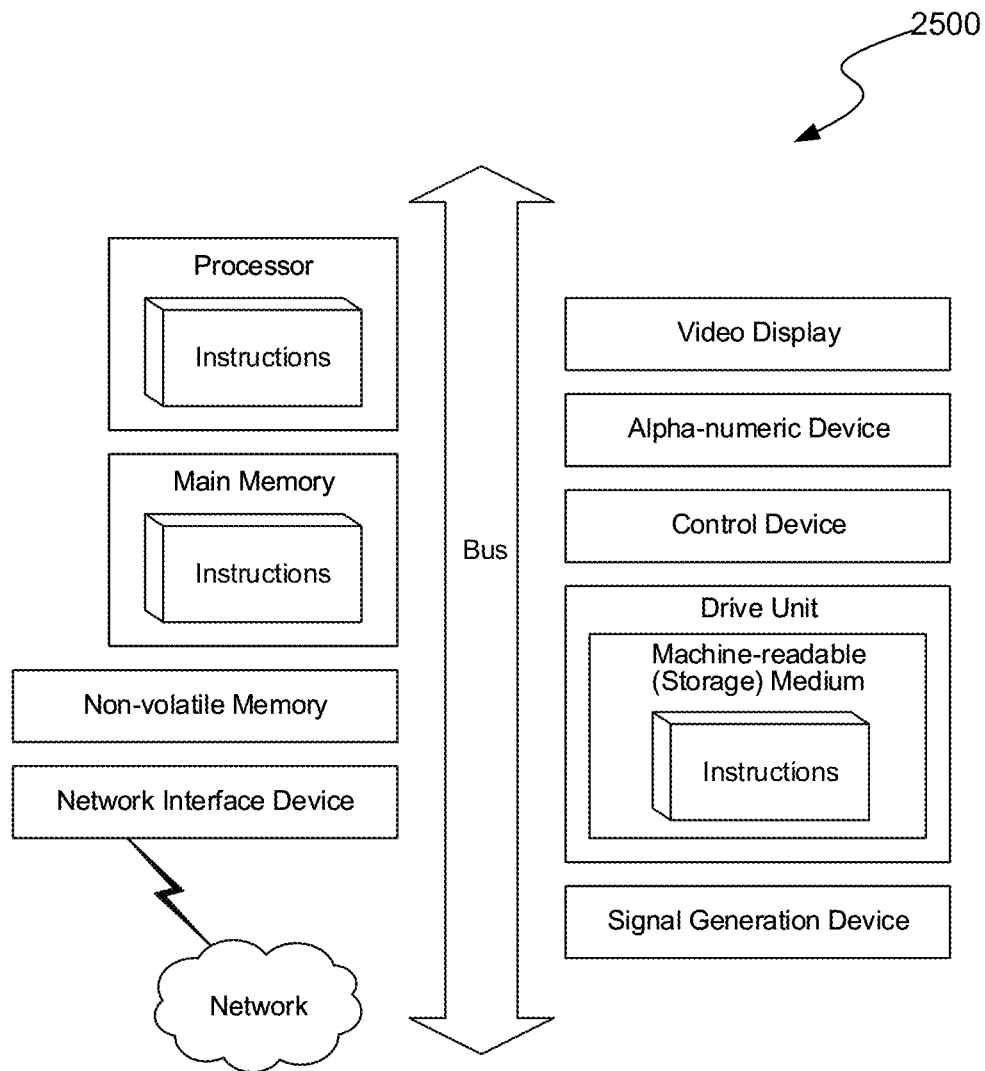 2500
Processor
Instructions
Main Memory
Instructions
Non-volatile Memory
Network Interface Device
Network
Bus
Video Display
Alpha-numeric Device
Control Device
Drive Unit
Machine-readable
(Storage) Medium
Instructions
Signal Generation Device